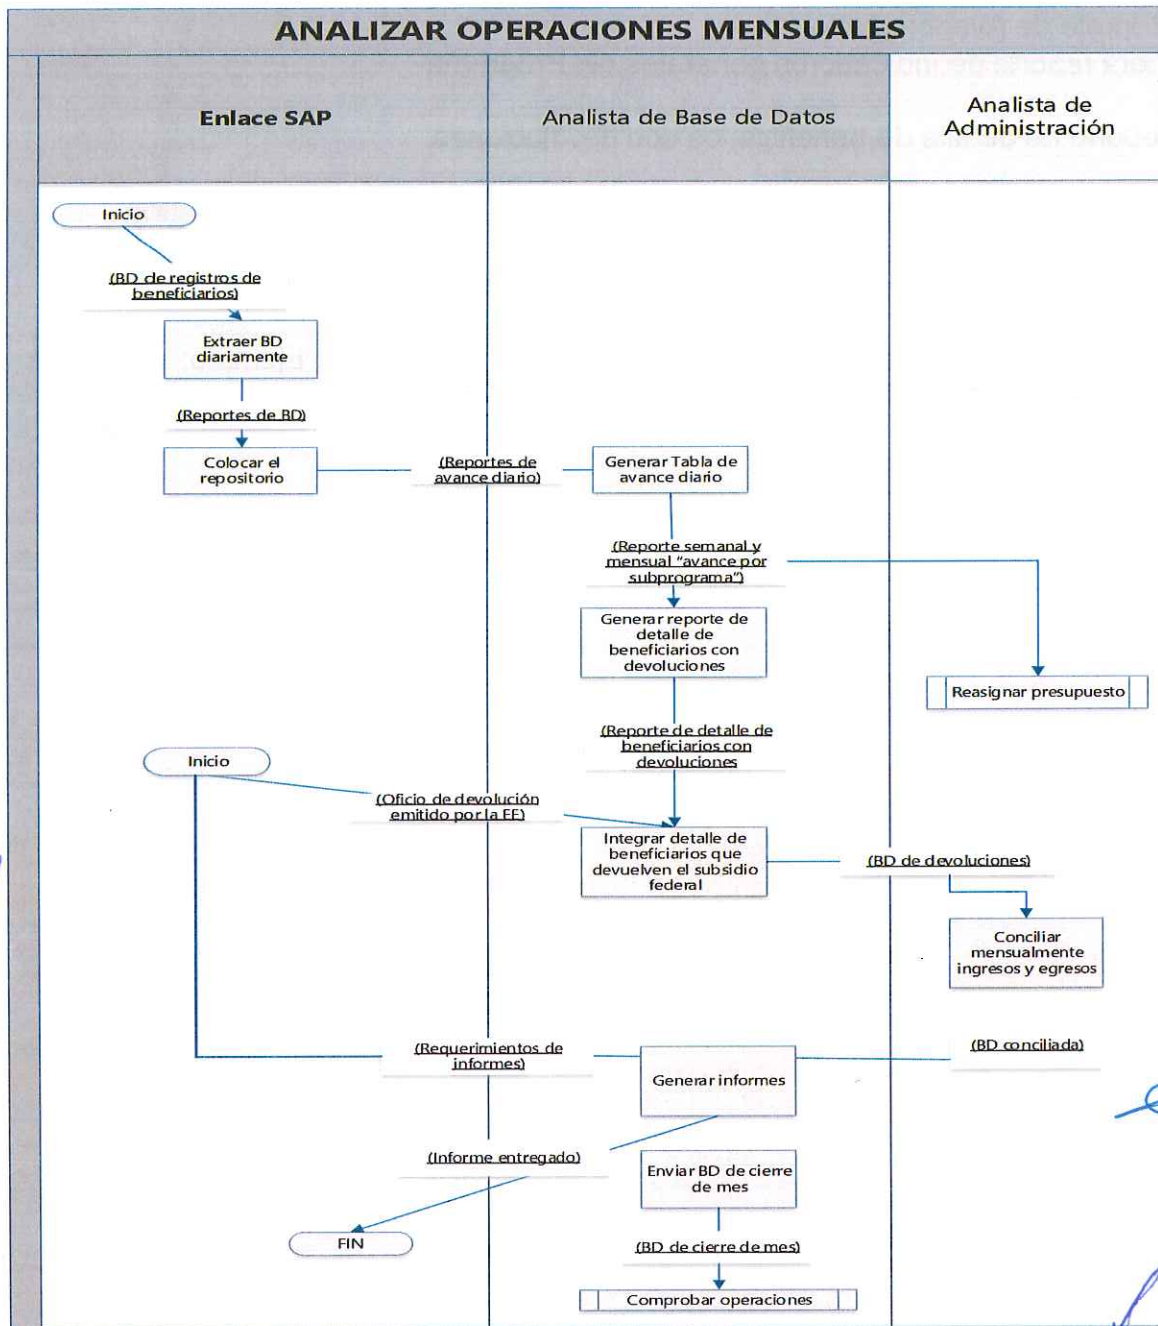 ANALIZAR OPERACIONES MENSUALES
Enlace SAP
Analista de Base de Datos
Analista de
Administración
Inicio
(BD de registros de
beneficiarios)
Extraer BD
diariamente
(Reportes de BD)
Colocar el
repositorio
(Reportes de
avance diario)
Generar Tabla de
avance diario
(Reporte semanal y
mensual "avance por
subprograma")
Generar reporte de
detalle de
beneficiarios con
devoluciones
Reasignar presupuesto
(Reporte de detalle de
beneficiarios con
devoluciones
Inicio
(Oficio de devolución
emitido por la EE)
Integrar detalle de
beneficiarios que
devuelven el subsidio
federal
(BD de devoluciones)
Conciliar
mensualmente
ingresos y egresos
(Requerimientos de
informes)
Generar informes
(BD conciliada)
(Informe entregado)
Enviar BD de cierre
de mes
FIN
(BD de cierre de mes)
Comprobar operaciones